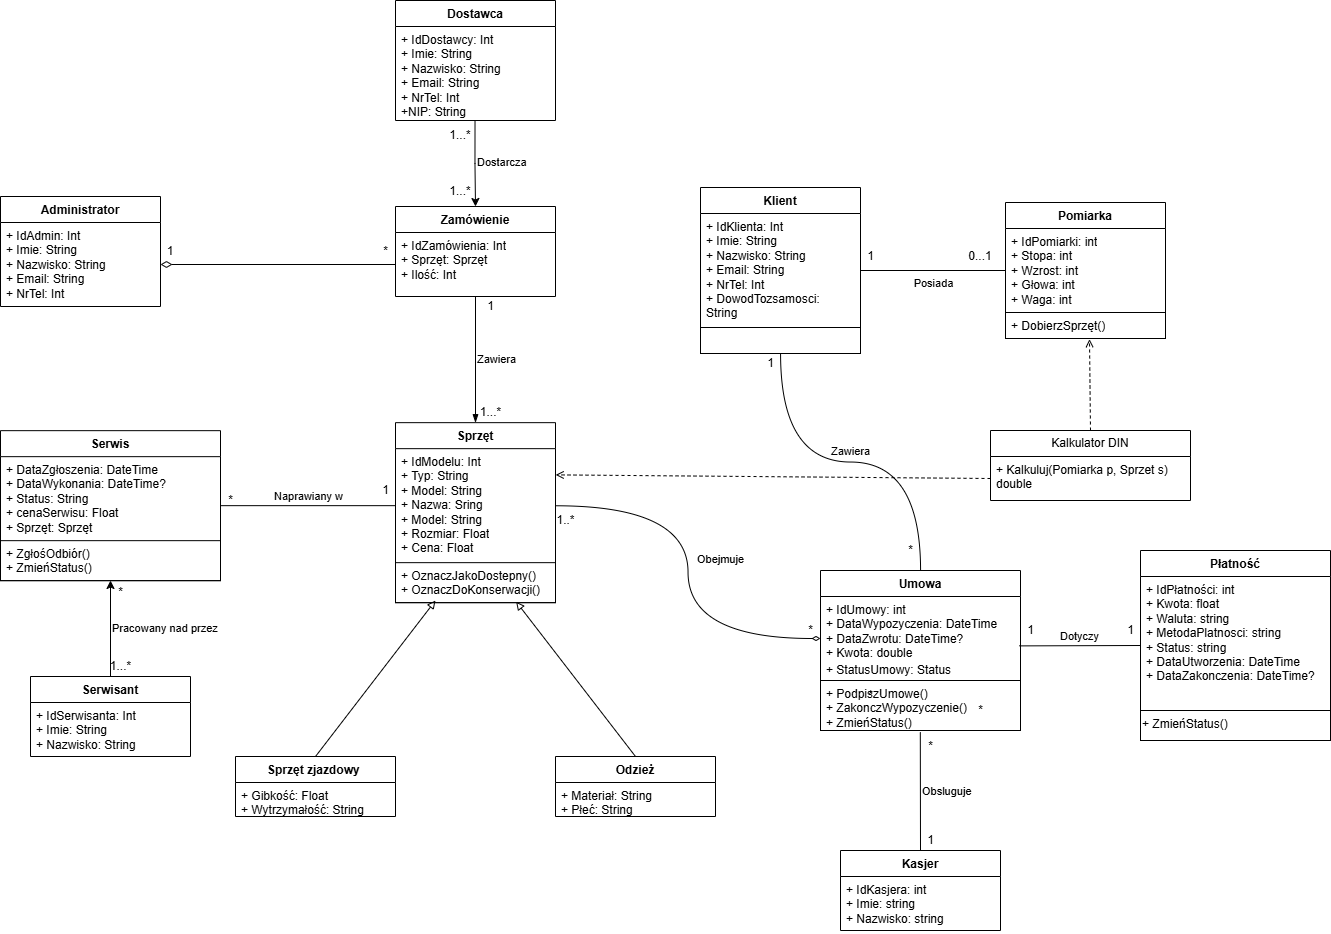 Dostawca
+ IdDostawcy: Int
+ Imie: String
+ Nazwisko: String
+ Email: String
+ NrTel: Int
+NIP: String
1...*
Dostarcza
1...*
Administrator
+ IdAdmin: Int
+ Imie: String
+ Nazwisko: String
+ Email: String
+ NrTel: Int
1
*
Zamówienie
+ IdZamówienia: Int
+ Sprzęt: Sprzęt
+ Ilość: Int
1
Zawiera
1...*
Klient
+ IdKlienta: Int
+ Imie: String
+ Nazwisko: String
+ Email: String
+ NrTel: Int
+ DowodTozsamosci:
String
1
0...1
Posiada
Pomiarka
+ IdPomiarki: int
+ Stopa: int
+ Wzrost: int
+ Głowa: int
+ Waga: int
+ DobierzSprzęt()
1
Zawiera
*
Kalkulator DIN
+ Kalkuluj(Pomiarka p, Sprzet s)
double
Serwis
+ DataZgłoszenia: DateTime
+ DataWykonania: DateTime?
+ Status: String
+ cenaSerwisu: Float
+ Sprzęt: Sprzęt
+ ZgłośOdbiór()
+ ZmieńStatus()
*
Naprawiany w
1
Sprzęt
+ IdModelu: Int
+ Typ: String
+ Model: String
+ Nazwa: Sring
+ Model: String
+ Rozmiar: Float
+ Cena: Float
+ OznaczJakoDostepny()
+ OznaczDoKonserwacji()
1..*
Obejmuje
*
*
Pracowany nad przez
1...*
Serwisant
+ IdSerwisanta: Int
+ Imie: String
+ Nazwisko: String
Umowa
+ IdUmowy: int
+ DataWypozyczenia: DateTime
+ DataZwrotu: DateTime?
+ Kwota: double
+ StatusUmowy: Status
+ PodpiszUmowe()
+ ZakonczWypozyczenie()
*
*
+ ZmieńStatus()
1
Dotyczy
1
Płatność
+ IdPłatności: int
+ Kwota: float
+ Waluta: string
+ MetodaPlatnosci: string
+ Status: string
+ DataUtworzenia: DateTime
+ DataZakonczenia: DateTime?
+ ZmieńStatus()
Sprzęt zjazdowy
+ Gibkość: Float
+ Wytrzymałość: String
Odzież
+ Materiał: String
+ Płeć: String
*
Obsluguje
1
Kasjer
+ IdKasjera: int
+ Imie: string
+ Nazwisko: string